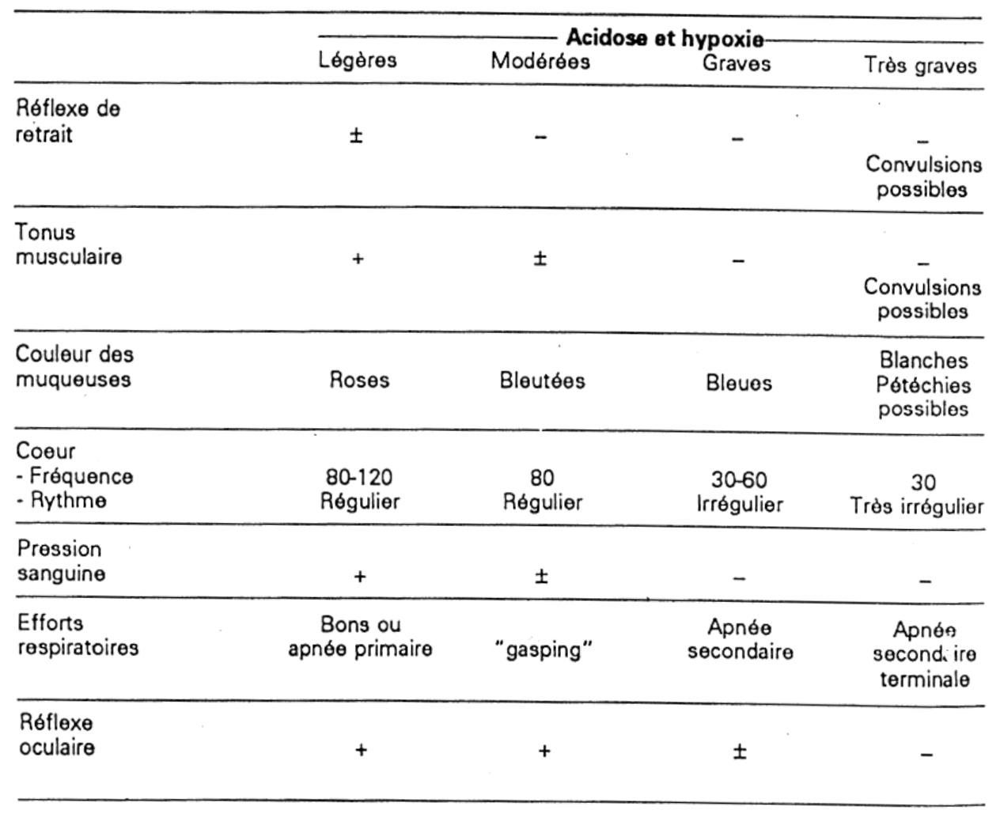 Acidose et hypoxie
Légères Modérées Graves Très graves
Réflexe de
retrait ± – – –
Convulsions
possibles
Tonus
musculaire + ± – –
Convulsions
possibles
Couleur des
muqueuses Roses Bleutées Bleues Blanches
Pétéchies
possibles
Coeur
- Fréquence 80-120 80 30-60 30
- Rythme Régulier Régulier Irrégulier Très irrégulier
Pression
sanguine + ± – –
Efforts Bons ou Apnée Apnée
respiratoires apnée primaire "gasping" secondaire secondaire
terminale
Réflexe
oculaire + + ± –